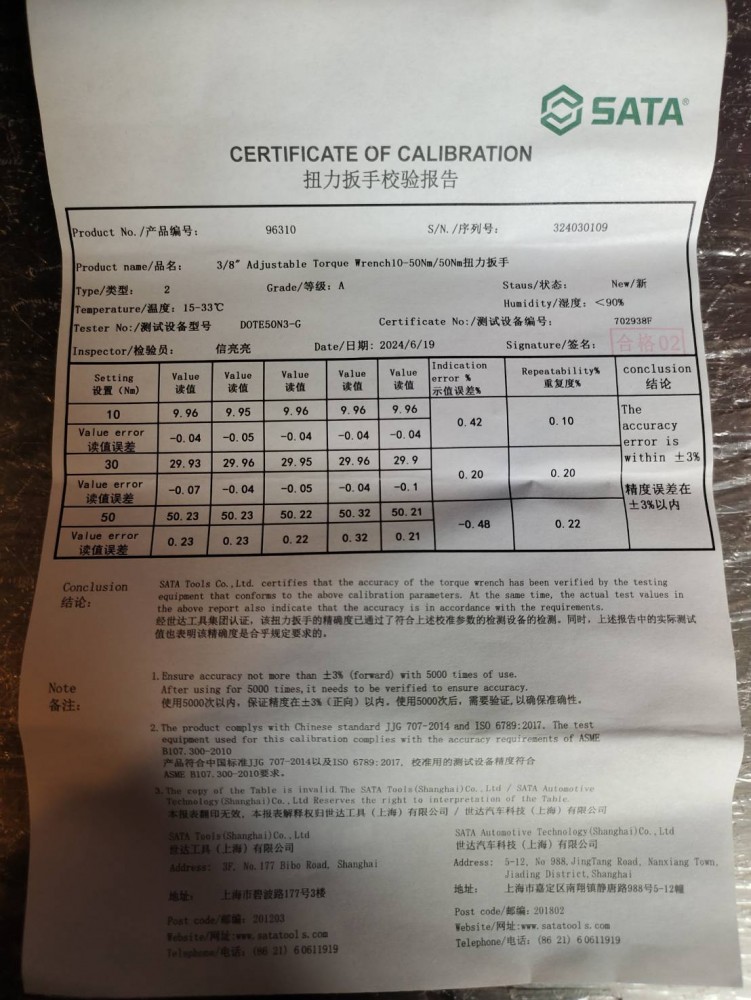 SATA®
CERTIFICATE OF CALIBRATION
扭力扳手校验报告
Product No./产品编号: 96310 S/N./序列号: 324030109
Product name/品名: 3/8" Adjustable Torque Wrench10-50Nm/50Nm扭力扳手
Type/类型: 2 Grade/等级: A Staus/状态: New/新
Temperature/温度: 15-33℃ Humidity/湿度: <90%
Tester No:/测试设备型号 DOTE50N3-G Certificate No:/测试设备编号: 702938F
Inspector/检验员: 信亮亮 Date/日期: 2024/6/19 Signature/签名: 合格02
Setting 设置 (Nm) Value 读值 Value 读值 Value 读值 Value 读值 Value 读值 Indication error % 示值误差% Repeatability% 重复度% conclusion 结论
10 9.96 9.95 9.96 9.96 9.96 0.42 0.10
Value error 读值误差 -0.04 -0.05 -0.04 -0.04 -0.04
30 29.93 29.96 29.95 29.96 29.9 0.20 0.20
Value error 读值误差 -0.07 -0.04 -0.05 -0.04 -0.1
50 50.23 50.23 50.22 50.32 50.21 -0.48 0.22
Value error 读值误差 0.23 0.23 0.22 0.32 0.21
The accuracy error is within ±3%
精度误差在±3%以内
Conclusion
结论:
SATA Tools Co.,Ltd. certifies that the accuracy of the torque wrench has been verified by the testing
equipment that conforms to the above calibration parameters. At the same time, the actual test values in
the above report also indicate that the accuracy is in accordance with the requirements.
经世达工具集团认证，该扭力扳手的精确度已通过了符合上述校准参数的检测设备的检测。同时，上述报告中的实际测试
值也表明该精确度是合乎规定要求的。
Note
备注:
1. Ensure accuracy not more than ±3% (forward) with 5000 times of use.
After using for 5000 times, it needs to be verified to ensure accuracy.
使用5000次以内，保证精度在±3%（正向）以内。使用5000次后，需要验证，以确保准确性。
2. The product complys with Chinese standard JJG 707-2014 and ISO 6789:2017. The test
equipment used for this calibration complies with the accuracy requirements of ASME
B107.300-2010
产品符合中国标准JJG 707-2014以及ISO 6789:2017，校准用的测试设备精度符合
ASME B107.300-2010要求。
3. The copy of the Table is invalid. The SATA Tools(Shanghai)Co.,Ltd / SATA Automotive
Technology(Shanghai)Co.,Ltd Reserves the right to interpretation of the Table.
本报表翻印无效，本报表解释权归世达工具（上海）有限公司 / 世达汽车科技（上海）有限公司
SATA Tools(Shanghai)Co.,Ltd
世达工具（上海）有限公司
Address: 3F, No.177 Bibo Road, Shanghai
地址: 上海市碧波路177号3楼
Post code/邮编: 201203
Website/网址:www.satatools.com
Telephone/电话: (86 21) 60611919
SATA Automotive Technology(Shanghai)Co.,Ltd
世达汽车科技（上海）有限公司
Address: 5-12, No 988, JingTang Road, Nanxiang Town,
Jiading District, Shanghai
地址: 上海市嘉定区南翔镇静唐路988号5-12幢
Post code/邮编: 201802
Website/网址:www.satatools.com
Telephone/电话: (86 21) 60611919